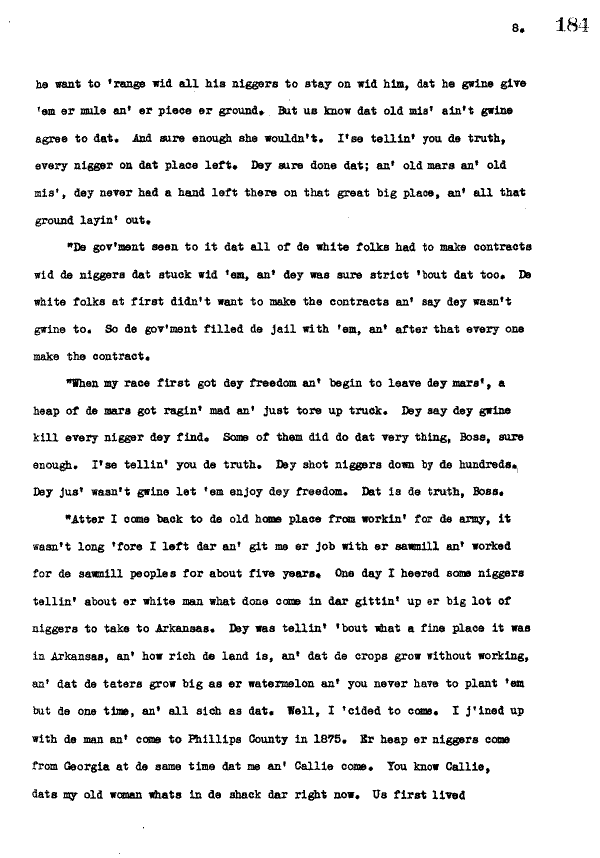 8. 184
he want to 'range wid all his niggers to stay on wid him, dat he gwine give
'em er mule an' er piece er ground. But us know dat old mis' ain't gwine
agree to dat. And sure enough she wouldn't. I'se tellin' you de truth,
every nigger on dat place left. Dey sure done dat; an' old mars an' old
mis', dey never had a hand left there on that great big place, an' all that
ground layin' out.
"De gov'ment seen to it dat all of de white folks had to make contracts
wid de niggers dat stuck wid 'em, an' dey was sure strict 'bout dat too. De
white folks at first didn't want to make the contracts an' say dey wasn't
gwine to. So de gov'ment filled de jail with 'em, an' after that every one
make the contract.
"When my race first got dey freedom an' begin to leave dey mars', a
heap of de mars got ragin' mad an' just tore up truck. Dey say dey gwine
kill every nigger dey find. Some of them did do dat very thing, Boss, sure
enough. I'se tellin' you de truth. Dey shot niggers down by de hundreds.
Dey jus' wasn't gwine let 'em enjoy dey freedom. Dat is de truth, Boss.
"Atter I come back to de old home place from workin' for de army, it
wasn't long 'fore I left dar an' git me er job with er sawmill an' worked
for de sawmill peoples for about five years. One day I heered some niggers
tellin' about er white man what done come in dar gittin' up er big lot of
niggers to take to Arkansas. Dey was tellin' 'bout what a fine place it was
in Arkansas, an' how rich de land is, an' dat de crops grow without working,
an' dat de taters grow big as er watermelon an' you never have to plant 'em
but de one time, an' all sich as dat. Well, I 'cided to come. I j'ined up
with de man an' come to Phillips County in 1875. Er heap er niggers come
from Georgia at de same time dat me an' Callie come. You know Callie,
dats my old woman whats in de shack dar right now. Us first lived